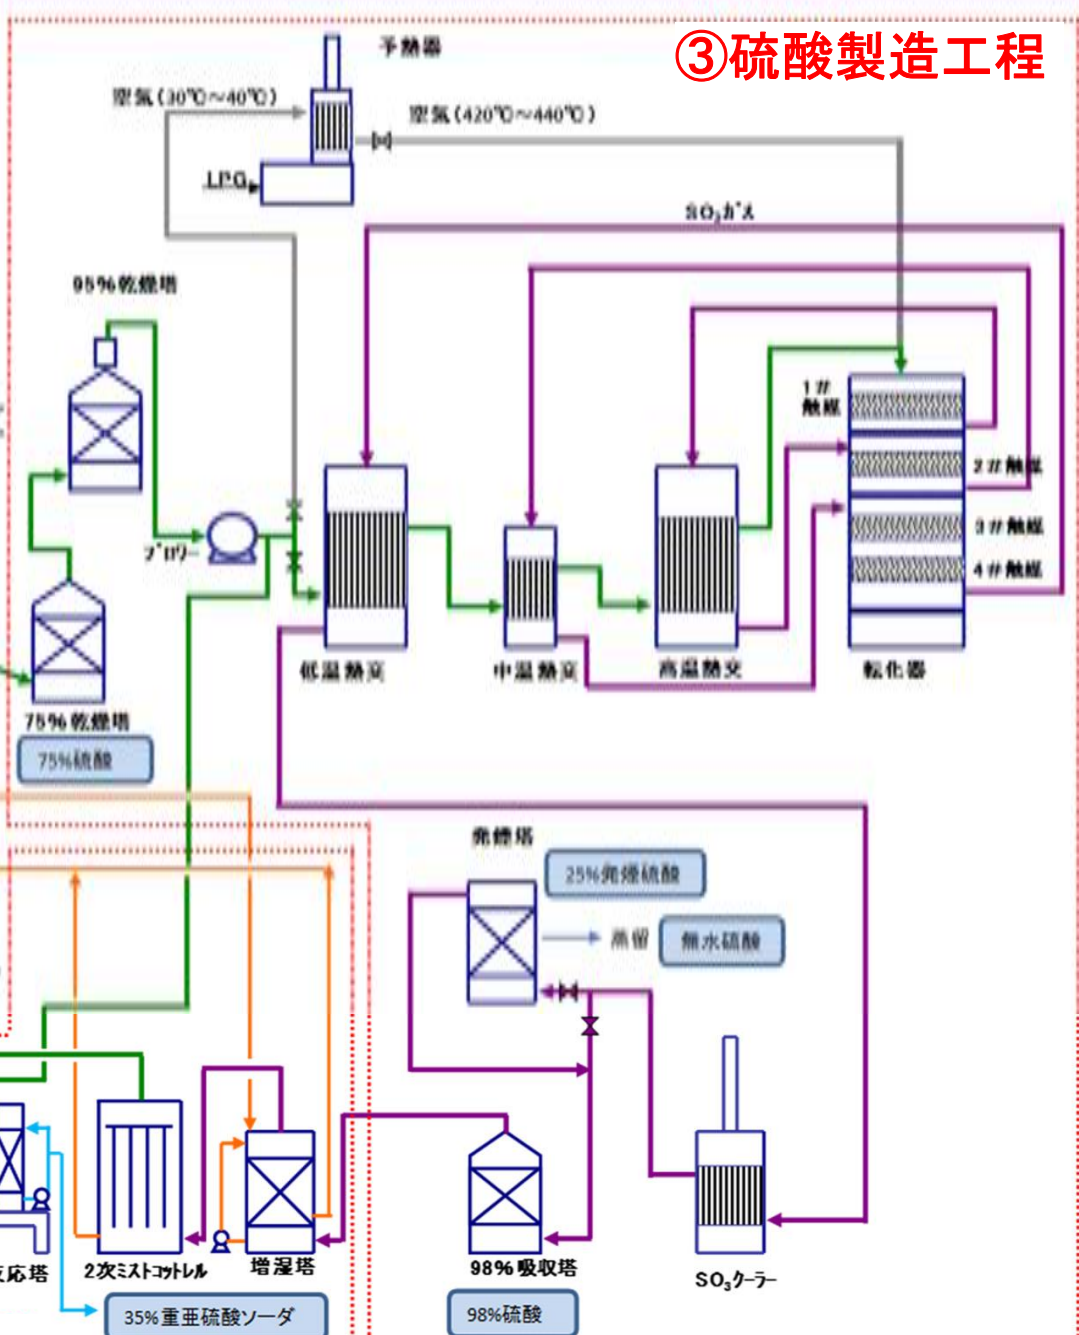 ③硫酸製造工程
予熱器
空気(30℃～40℃)
空気(420℃～440℃)
LPG
SO₂ガス
95%乾燥塔
1#
触媒
2#触媒
3#触媒
4#触媒
ブロワー
低温熱交
中温熱交
高温熱交
転化器
75%乾燥塔
75%硫酸
発煙塔
25%発煙硫酸
蒸留
無水硫酸
反応塔
2次ミストコットレル
増湿塔
98%吸収塔
SO₃クーラー
35%重亜硫酸ソーダ
98%硫酸